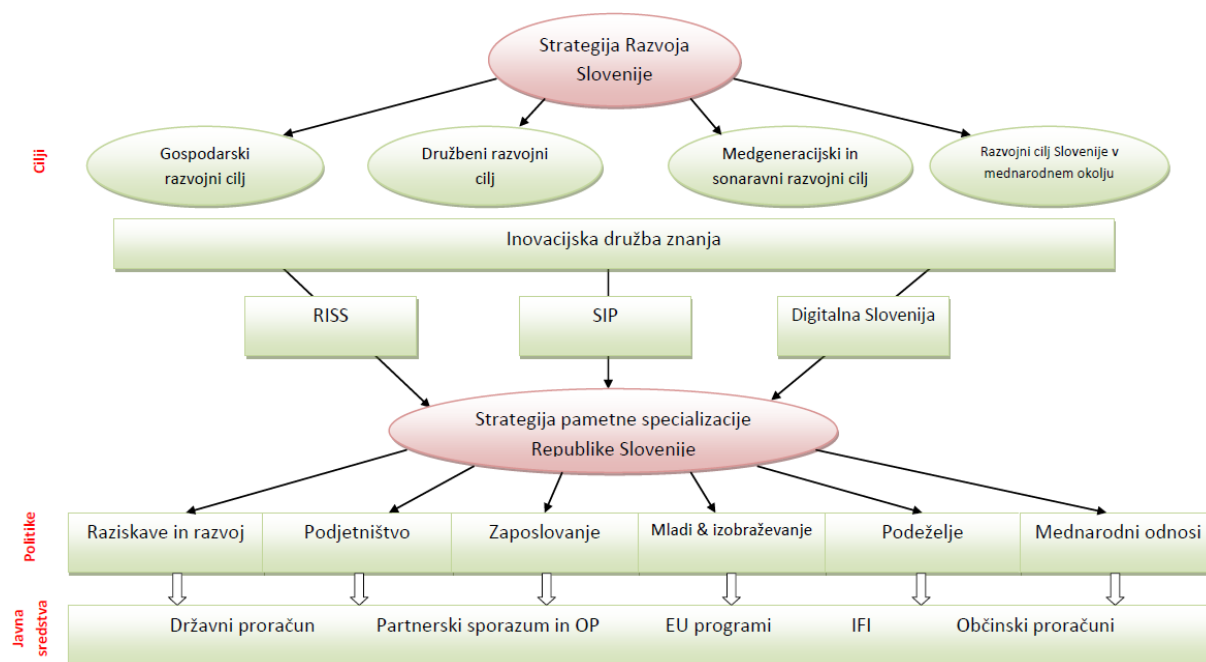 Strategija Razvoja
Slovenije
Cilji
Gospodarski
razvojni cilj
Družbeni razvojni
cilj
Medgeneracijski in
sonaravni razvojni cilj
Razvojni cilj Slovenije v
mednarodnem okolju
Inovacijska družba znanja
RISS
SIP
Digitalna Slovenija
Strategija pametne specializacije
Republike Slovenije
Politike
Raziskave in razvoj
Podjetništvo
Zaposlovanje
Mladi & izobraževanje
Podeželje
Mednarodni odnosi
Javna
sredstva
Državni proračun
Partnerski sporazum in OP
EU programi
IFI
Občinski proračuni